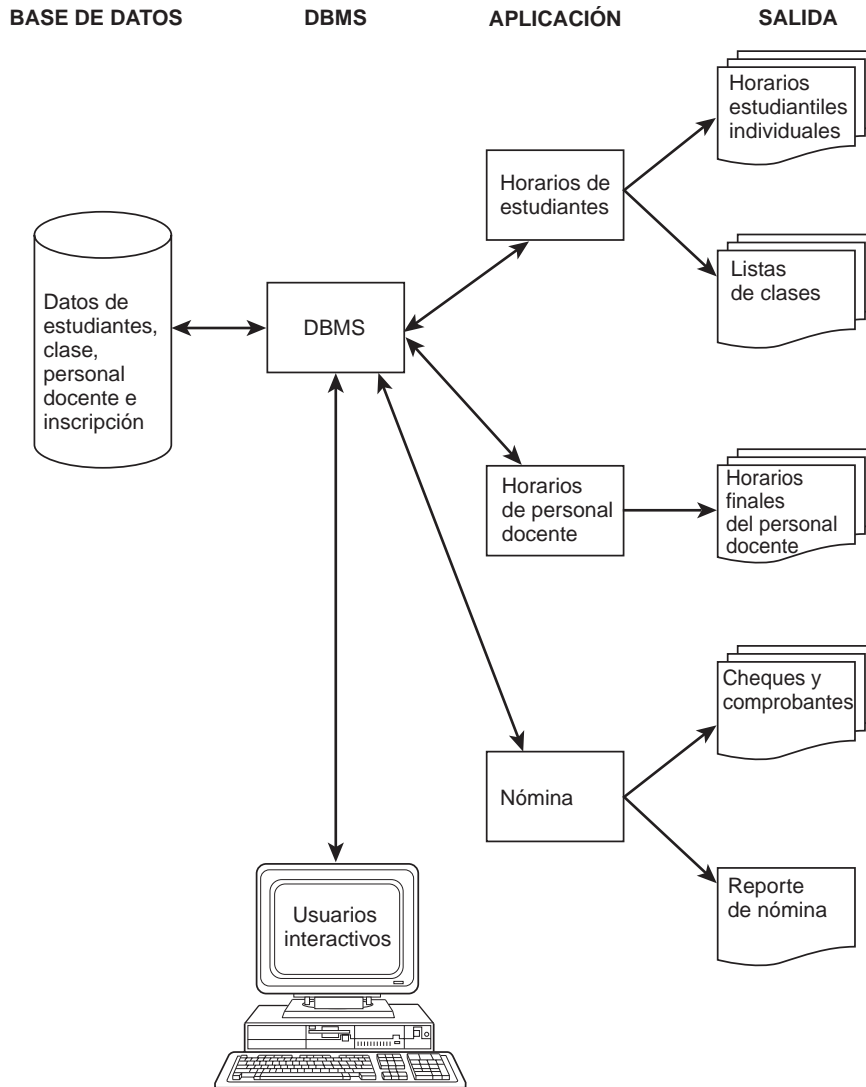 BASE DE DATOS
DBMS
APLICACIÓN
SALIDA
Datos de
estudiantes,
clase,
personal
docente e
inscripción
DBMS
Horarios de
estudiantes
Horarios
estudiantiles
individuales
Listas
de clases
Horarios
de personal
docente
Horarios
finales
del personal
docente
Nómina
Cheques y
comprobantes
Reporte
de nómina
Usuarios
interactivos